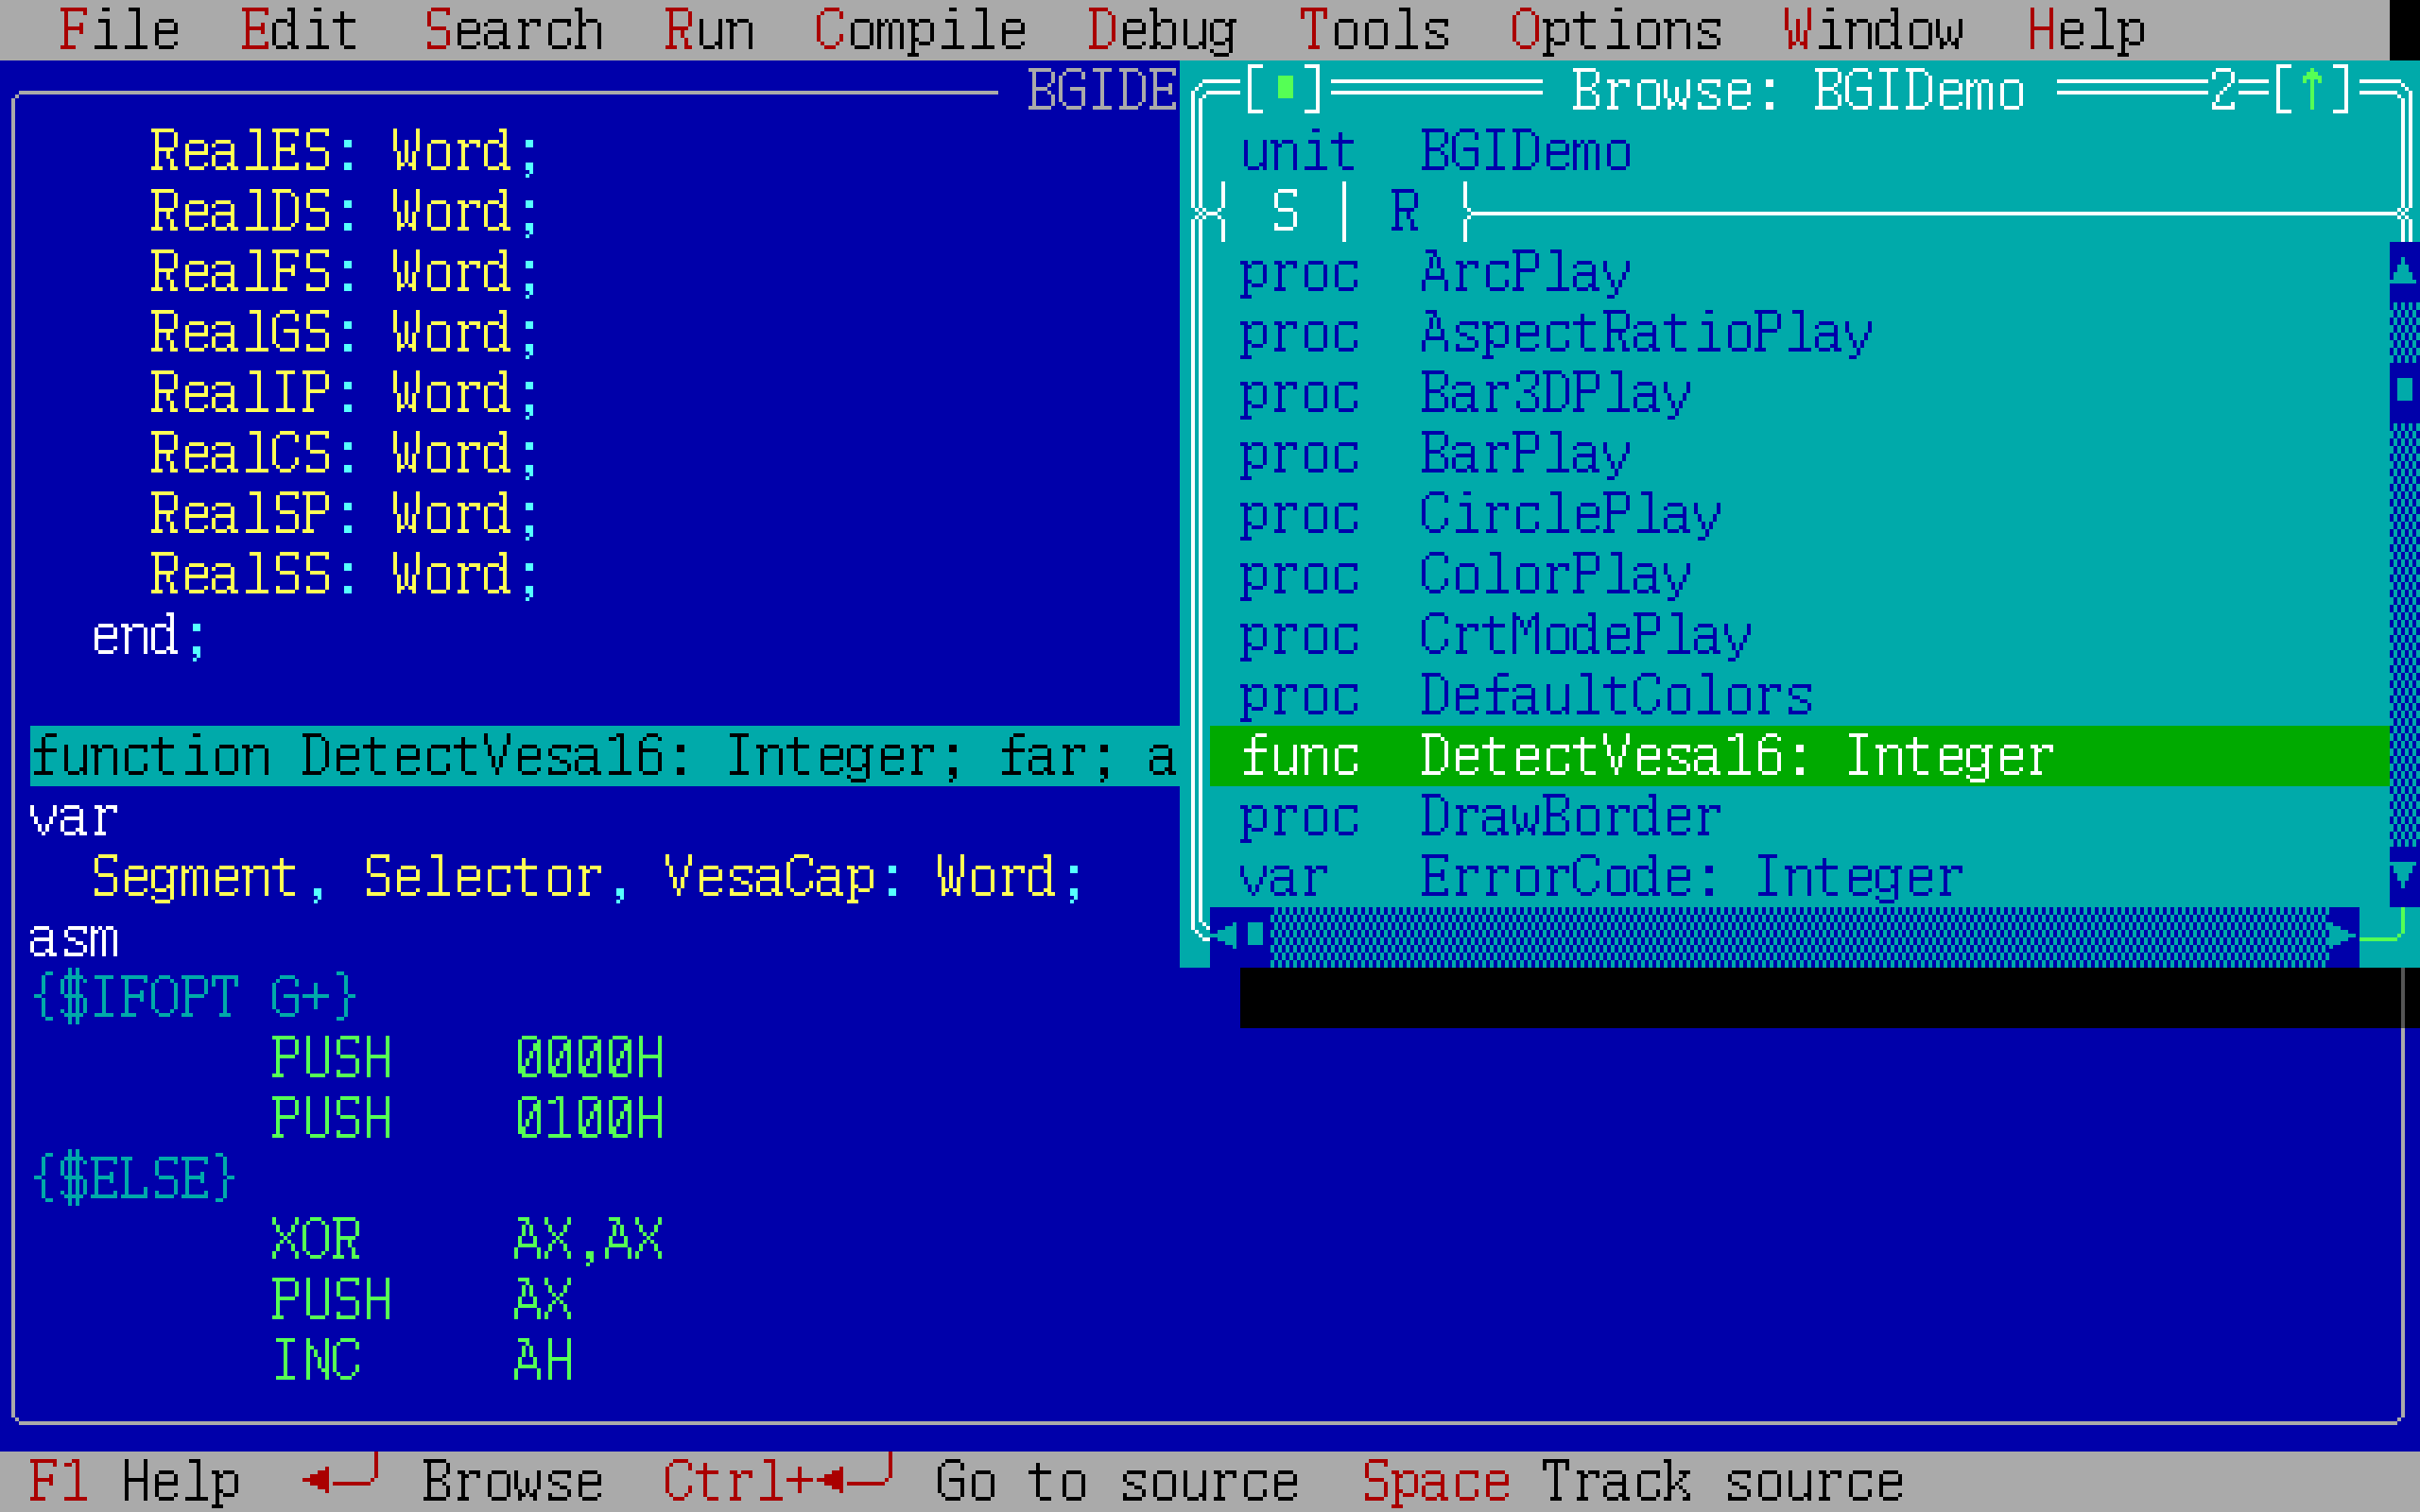 File Edit Search Run Compile Debug Tools Options Window Help
BGIDE
RealES: Word;
RealDS: Word;
RealFS: Word;
RealGS: Word;
RealIP: Word;
RealCS: Word;
RealSP: Word;
RealSS: Word;
end;
function DetectVesa16: Integer; far; a
var
Segment, Selector, VesaCap: Word;
asm
{$IFOPT G+}
PUSH 0000H
PUSH 0100H
{$ELSE}
XOR AX,AX
PUSH AX
INC AH
[▪] Browse: BGIDemo 2=[↑]
unit BGIDemo
S | R
proc ArcPlay
proc AspectRatioPlay
proc Bar3DPlay
proc BarPlay
proc CirclePlay
proc ColorPlay
proc CrtModePlay
proc DefaultColors
func DetectVesa16: Integer
proc DrawBorder
var ErrorCode: Integer
F1 Help ◄─┘ Browse Ctrl+◄─┘ Go to source Space Track source